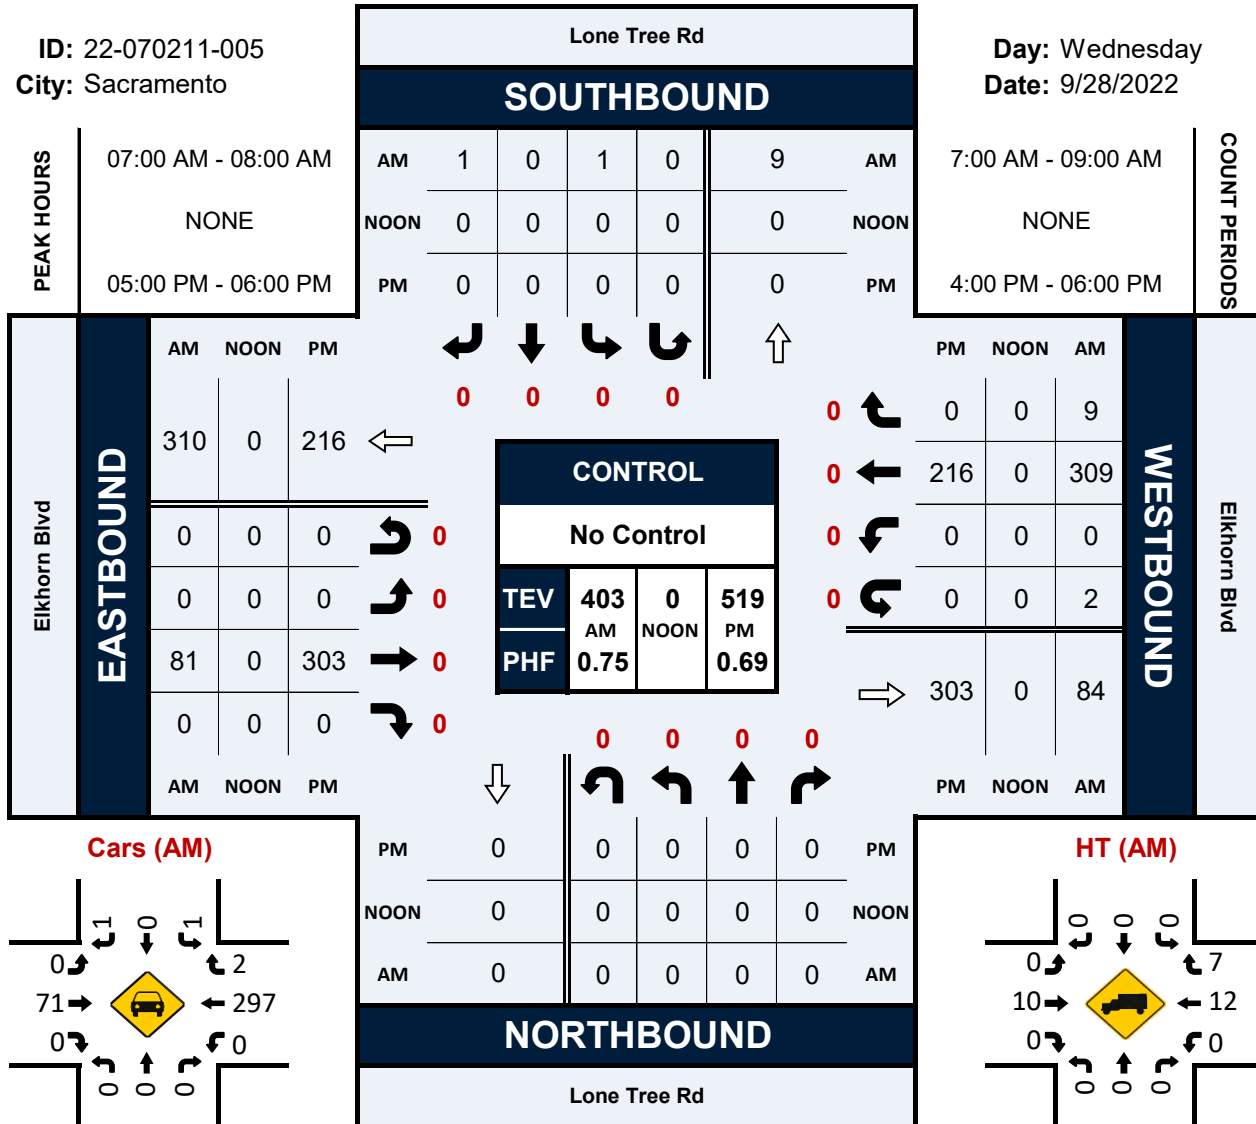 Lone Tree Rd
ID: 22-070211-005
City: Sacramento
Day: Wednesday
Date: 9/28/2022
SOUTHBOUND
PEAK HOURS
07:00 AM - 08:00 AM
NONE
05:00 PM - 06:00 PM
AM 1 0 1 0 9 AM
NOON 0 0 0 0 0 NOON
PM 0 0 0 0 0 PM
7:00 AM - 09:00 AM
NONE
4:00 PM - 06:00 PM
COUNT PERIODS
0 0 0 0
Elkhorn Blvd
EASTBOUND
AM NOON PM
310 0 216
0 0 0 0
0 0 0 0
81 0 303 0
0 0 0 0
AM NOON PM
CONTROL
No Control
TEV 403 0 519
AM NOON PM
PHF 0.75 0.69
PM NOON AM
0 0 0 9
0 216 0 309
0 0 0 0
0 0 0 2
303 0 84
PM NOON AM
WESTBOUND
Elkhorn Blvd
0 0 0 0
PM 0 0 0 0 0 PM
NOON 0 0 0 0 0 NOON
AM 0 0 0 0 0 AM
NORTHBOUND
Lone Tree Rd
Cars (AM)
1 0 1
0 2
71 297
0 0
0 0 0
HT (AM)
0 0 0
0 7
10 12
0 0
0 0 0